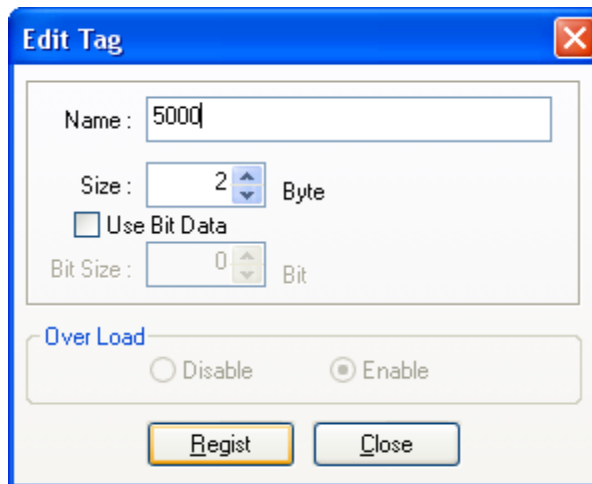 Edit Tag
Name : 5000
Size : 2 Byte
Use Bit Data
Bit Size : 0 Bit
Over Load
Disable Enable
Regist Close